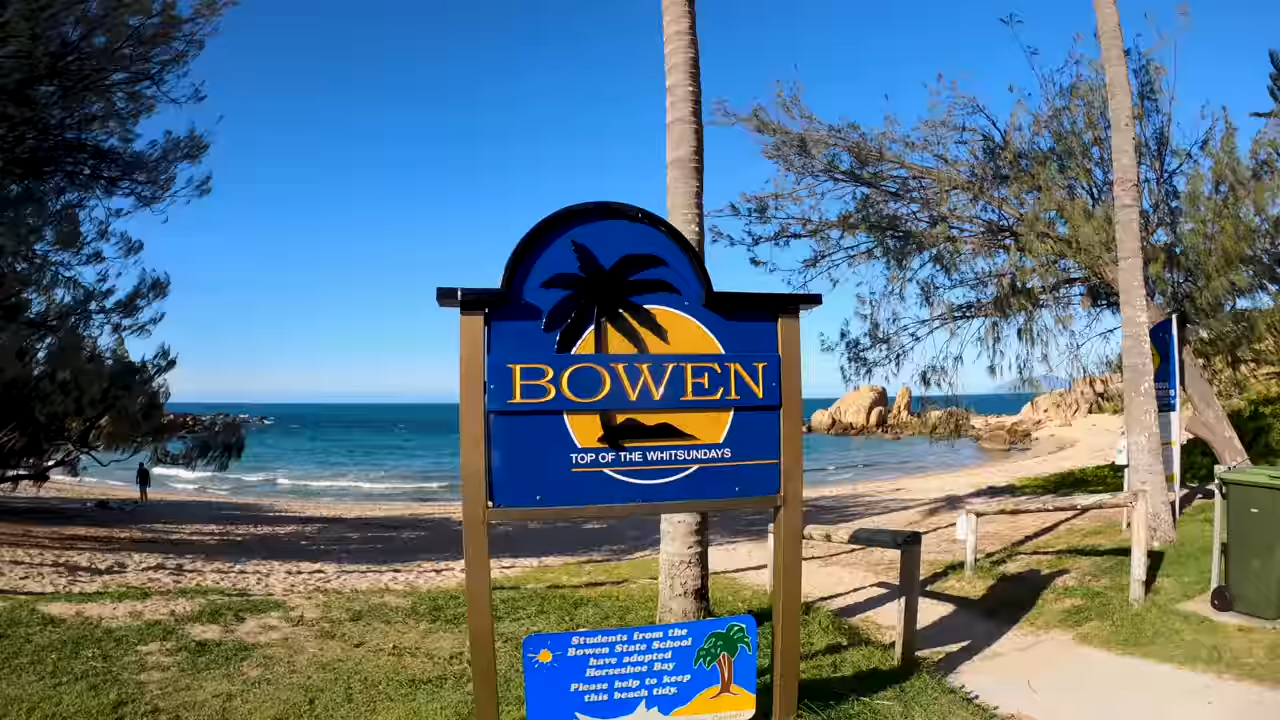 BOWEN
TOP OF THE WHITSUNDAYS
Students from the
Bowen State School
have adopted
Horseshoe Bay
Please help to keep
this beach tidy.